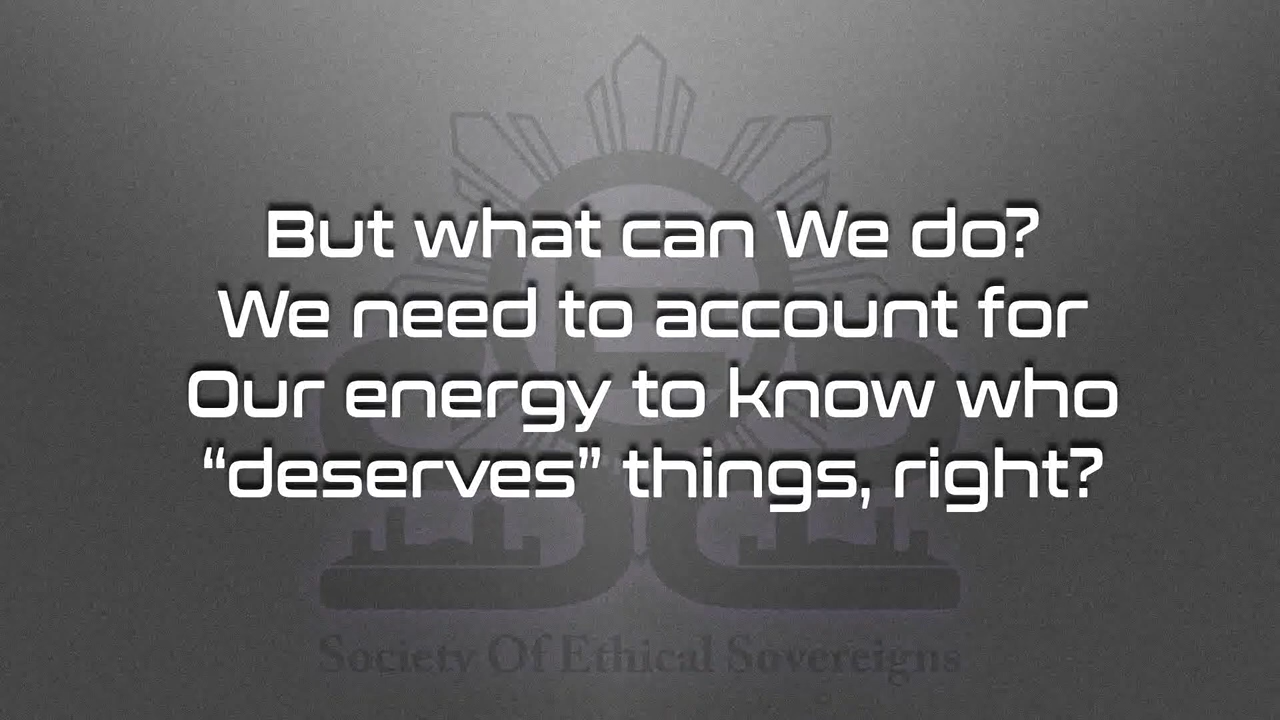 But what can We do?
We need to account for
Our energy to know who
“deserves” things, right?
Society Of Ethical Sovereigns